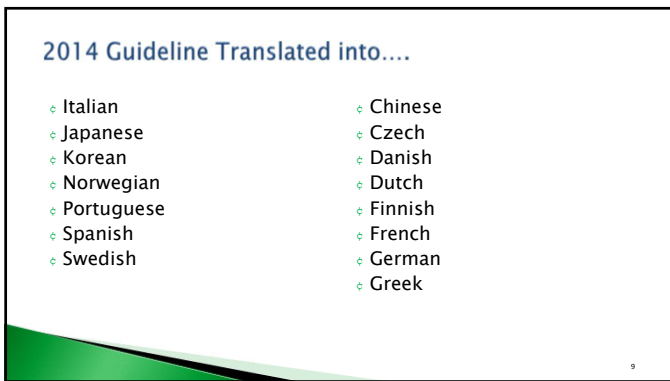 2014 Guideline Translated into....
¢ Italian
¢ Japanese
¢ Korean
¢ Norwegian
¢ Portuguese
¢ Spanish
¢ Swedish
¢ Chinese
¢ Czech
¢ Danish
¢ Dutch
¢ Finnish
¢ French
¢ German
¢ Greek
9